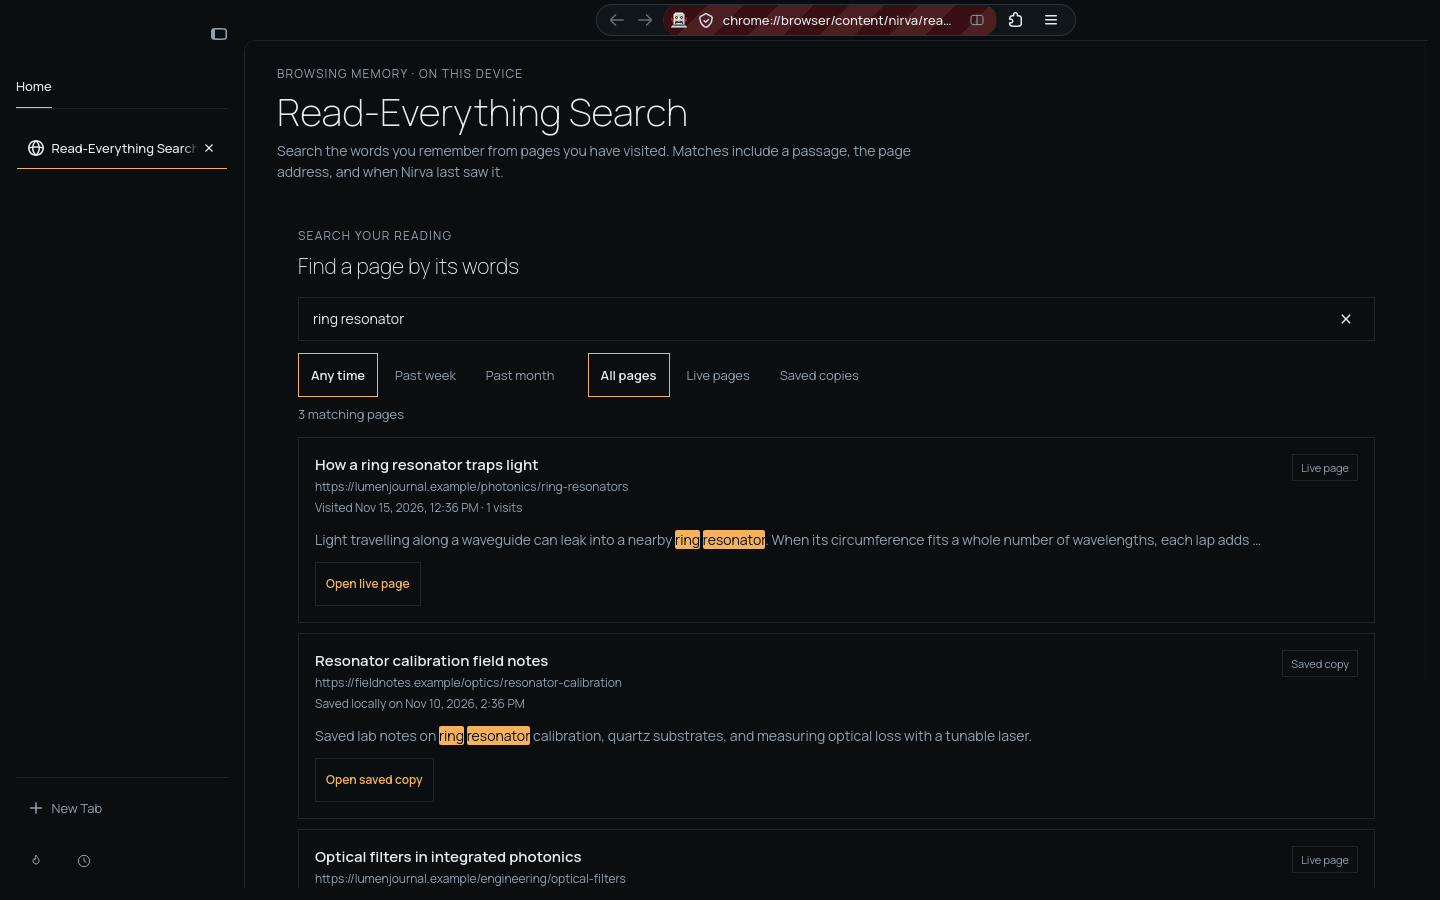 chrome://browser/content/nirva/rea...
Home
Read-Everything Search
New Tab
BROWSING MEMORY · ON THIS DEVICE
Read-Everything Search
Search the words you remember from pages you have visited. Matches include a passage, the page
address, and when Nirva last saw it.
SEARCH YOUR READING
Find a page by its words
ring resonator
Any time Past week Past month All pages Live pages Saved copies
3 matching pages
How a ring resonator traps light
Live page
https://lumenjournal.example/photonics/ring-resonators
Visited Nov 15, 2026, 12:36 PM · 1 visits
Light travelling along a waveguide can leak into a nearby ring resonator. When its circumference fits a whole number of wavelengths, each lap adds ...
Open live page
Resonator calibration field notes
Saved copy
https://fieldnotes.example/optics/resonator-calibration
Saved locally on Nov 10, 2026, 2:36 PM
Saved lab notes on ring resonator calibration, quartz substrates, and measuring optical loss with a tunable laser.
Open saved copy
Optical filters in integrated photonics
Live page
https://lumenjournal.example/engineering/optical-filters